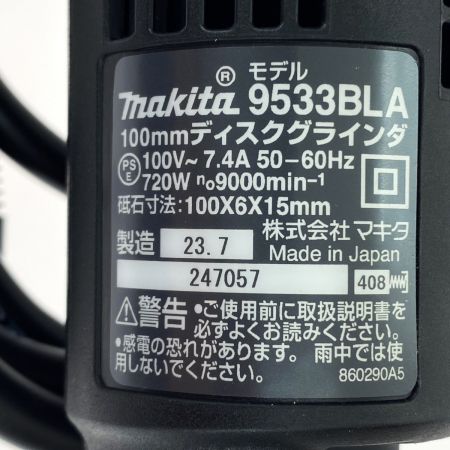 ® モデル
makita 9533BLA
100mmディスクグラインダ
PS E 100V~ 7.4A 50-60Hz
720W n₀9000min⁻¹
砥石寸法:100X6X15mm
製造 23.7 株式会社 マキタ
Made in Japan
247057 408
⚠警告 •ご使用前に取扱説明書を
必ずよくお読みください。
•感電の恐れがあります。 雨中では使
用しないでください。
860290A5